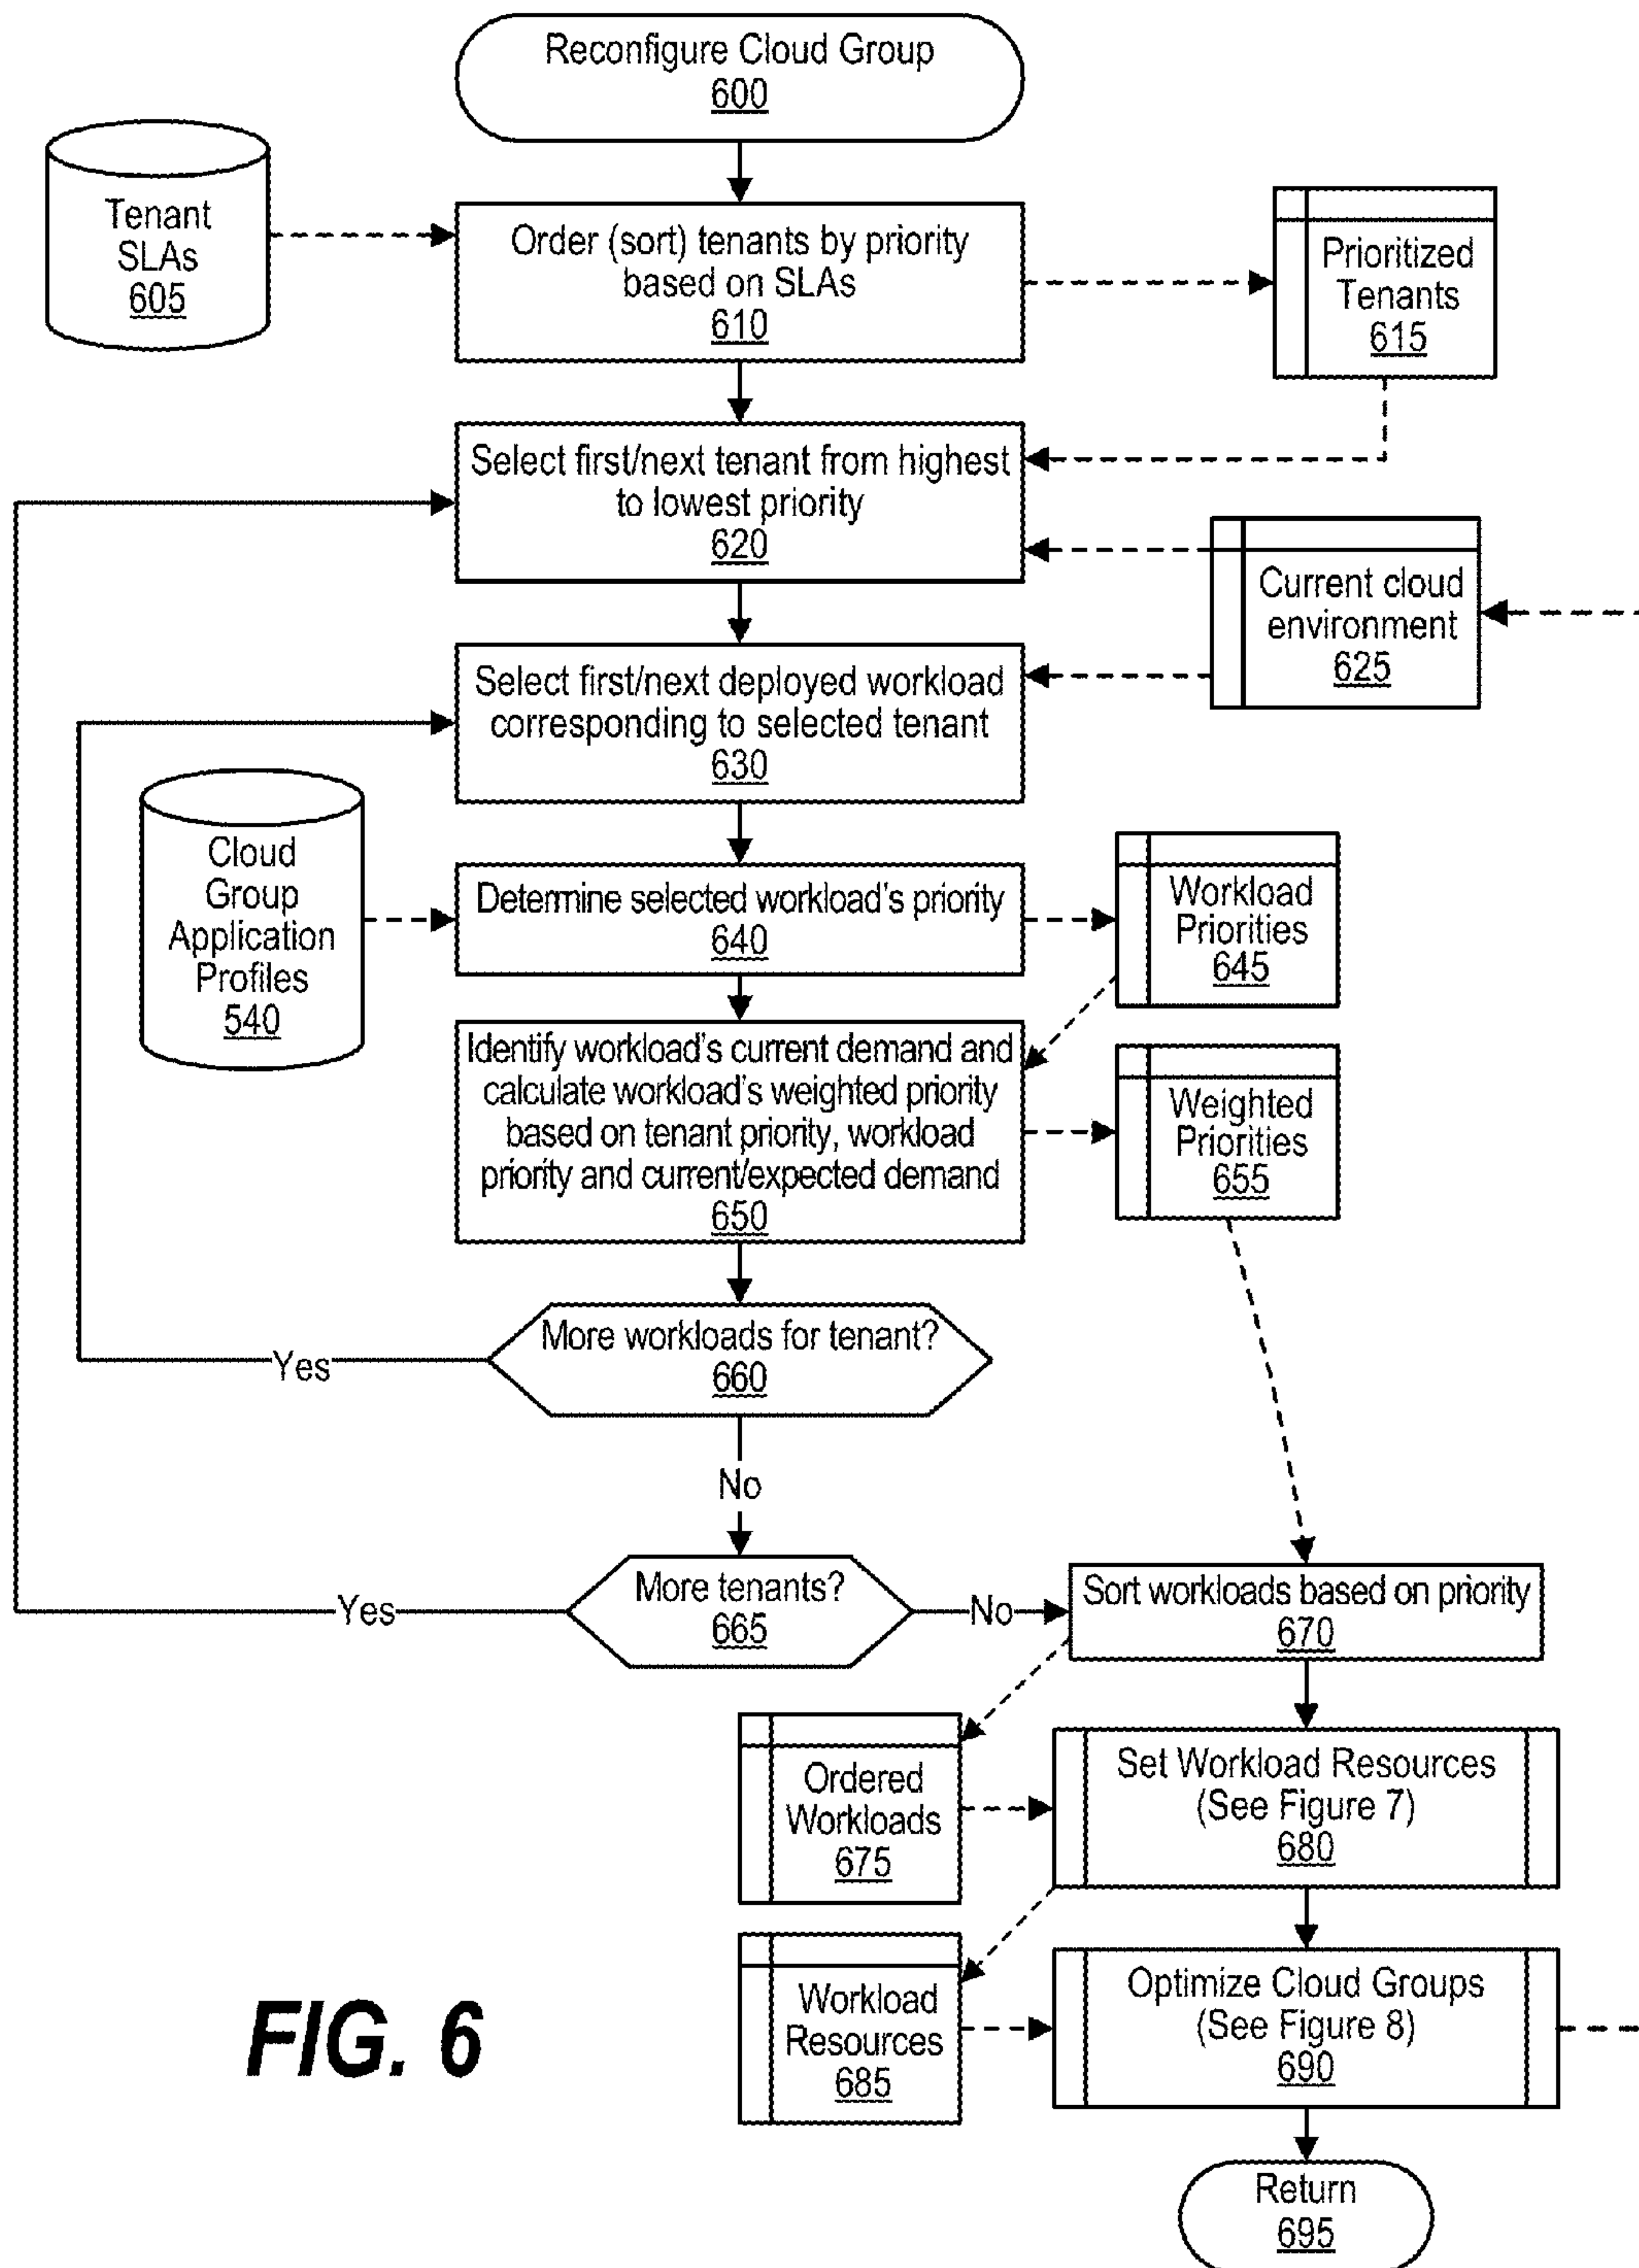 Reconfigure Cloud Group
600
Tenant
SLAs
605
Order (sort) tenants by priority
based on SLAs
610
Prioritized
Tenants
615
Select first/next tenant from highest
to lowest priority
620
Current cloud
environment
625
Select first/next deployed workload
corresponding to selected tenant
630
Cloud
Group
Application
Profiles
540
Determine selected workload's priority
640
Workload
Priorities
645
Identify workload's current demand and
calculate workload's weighted priority
based on tenant priority, workload
priority and current/expected demand
650
Weighted
Priorities
655
More workloads for tenant?
660
Yes
No
More tenants?
665
Yes
No
Sort workloads based on priority
670
Ordered
Workloads
675
Set Workload Resources
(See Figure 7)
680
Workload
Resources
685
Optimize Cloud Groups
(See Figure 8)
690
FIG. 6
Return
695